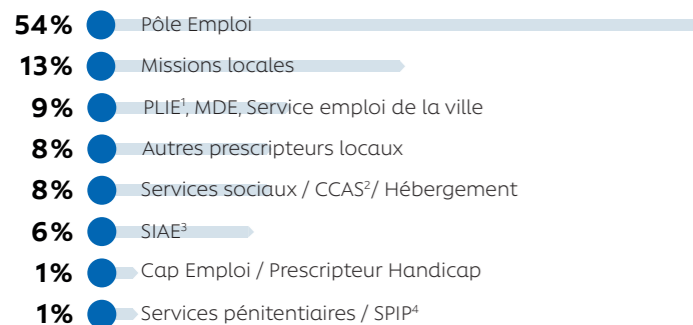 54% Pôle Emploi
13% Missions locales
9% PLIE¹, MDE, Service emploi de la ville
8% Autres prescripteurs locaux
8% Services sociaux / CCAS²/ Hébergement
6% SIAE³
1% Cap Emploi / Prescripteur Handicap
1% Services pénitentiaires / SPIP⁴